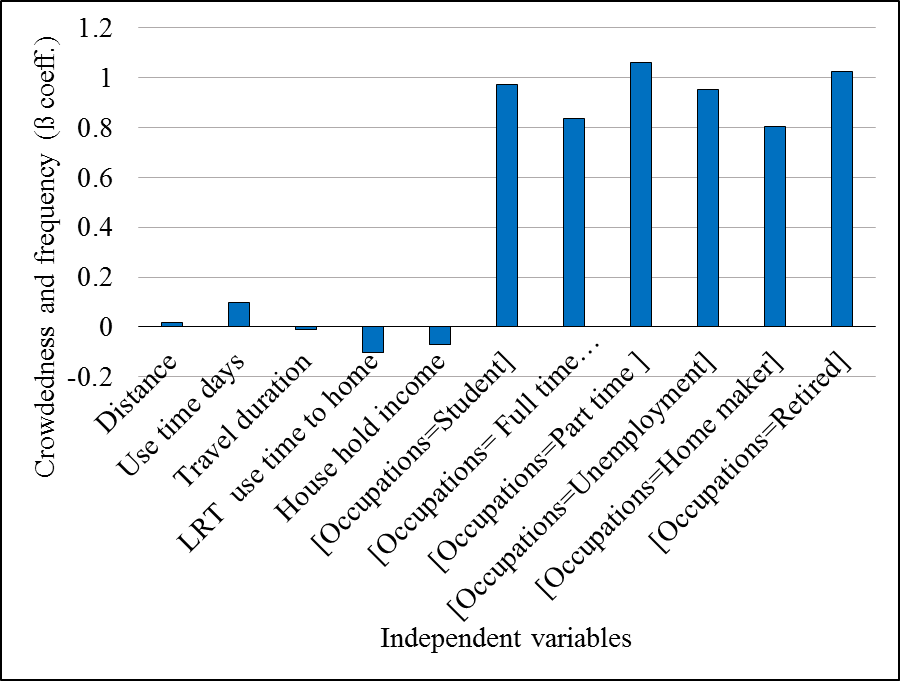 Crowdedness and frequency (ß coeff.)
1.2
1
0.8
0.6
0.4
0.2
0
-0.2
Distance
Use time days
Travel duration
LRT use time to home
House hold income
[Occupations=Student]
[Occupations= Full time…
[Occupations=Part time ]
[Occupations=Unemployment]
[Occupations=Home maker]
[Occupations=Retired]
Independent variables